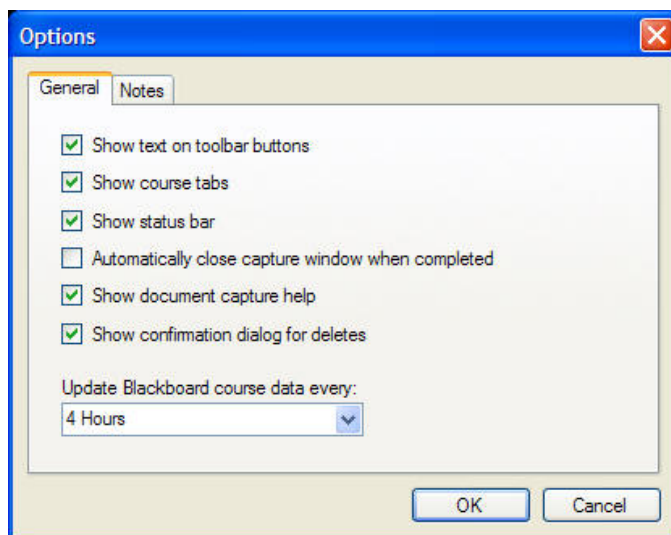 Options
General Notes
Show text on toolbar buttons
Show course tabs
Show status bar
Automatically close capture window when completed
Show document capture help
Show confirmation dialog for deletes
Update Blackboard course data every:
4 Hours
OK Cancel